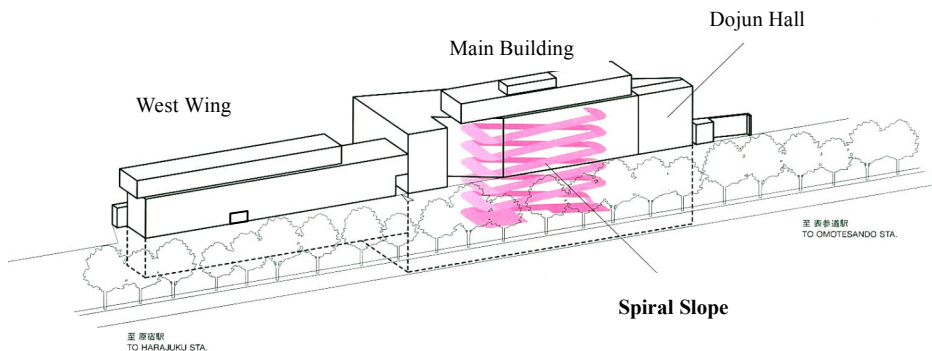 Dojun Hall
Main Building
West Wing
至 表参道駅
TO OMOTESANDO STA.
Spiral Slope
至 原宿駅
TO HARAJUKU STA.